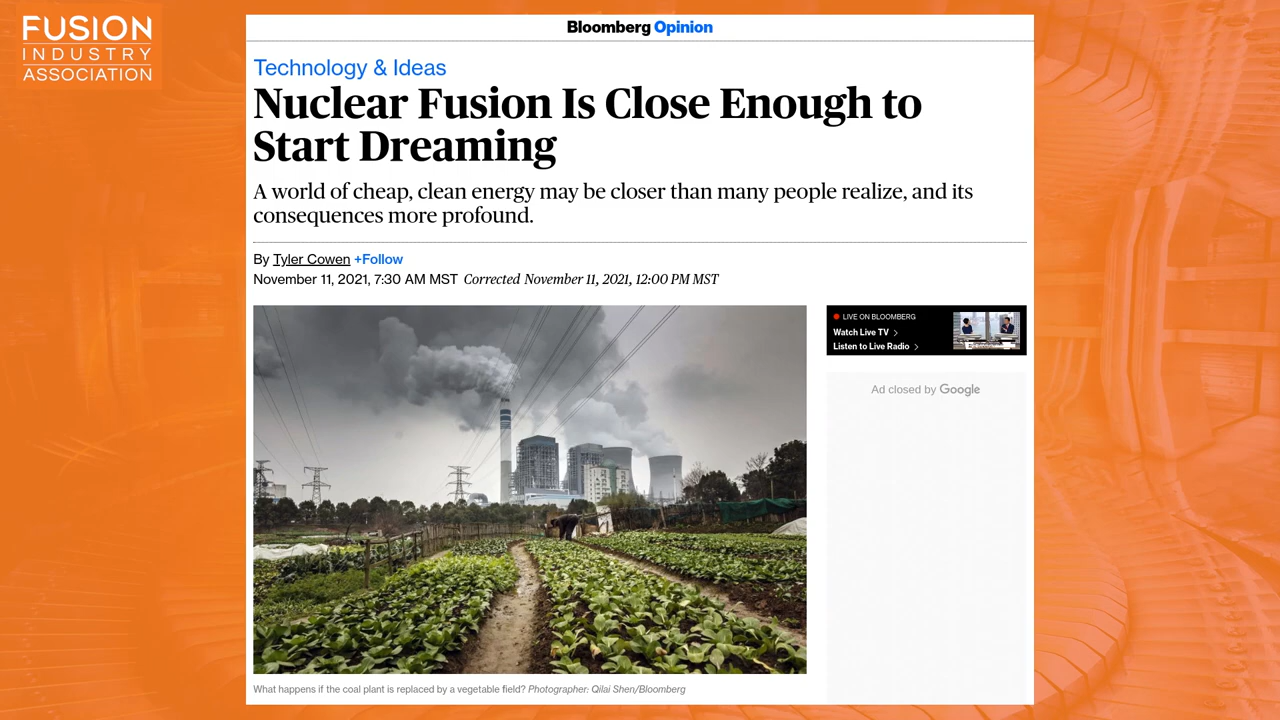 FUSION
INDUSTRY
ASSOCIATION
Bloomberg Opinion
Technology & Ideas
Nuclear Fusion Is Close Enough to
Start Dreaming
A world of cheap, clean energy may be closer than many people realize, and its
consequences more profound.
By Tyler Cowen +Follow
November 11, 2021, 7:30 AM MST Corrected November 11, 2021, 12:00 PM MST
LIVE ON BLOOMBERG
Watch Live TV >
Listen to Live Radio >
Ad closed by Google
What happens if the coal plant is replaced by a vegetable field? Photographer: Qilai Shen/Bloomberg